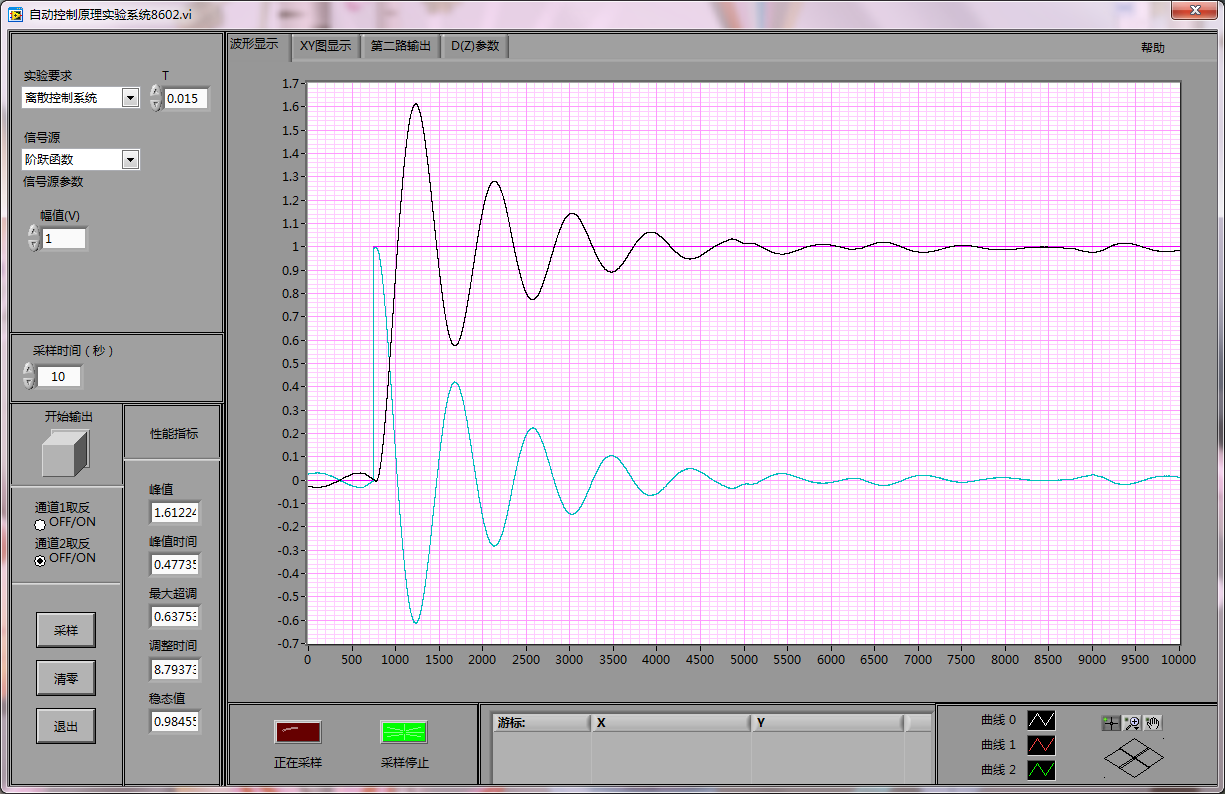 自动控制原理实验系统8602.vi
波形显示 XY图显示 第二路输出 D(Z)参数 帮助
实验要求 T
离散控制系统 0.015
信号源
阶跃函数
信号源参数
幅值(V)
1
采样时间（秒）
10
开始输出
通道1取反
OFF/ON
通道2取反
OFF/ON
采样
清零
退出
性能指标
峰值
1.61224
峰值时间
0.47735
最大超调
0.63753
调整时间
8.79373
稳态值
0.98455
1.7
1.6
1.5
1.4
1.3
1.2
1.1
1
0.9
0.8
0.7
0.6
0.5
0.4
0.3
0.2
0.1
0
-0.1
-0.2
-0.3
-0.4
-0.5
-0.6
-0.7
0 500 1000 1500 2000 2500 3000 3500 4000 4500 5000 5500 6000 6500 7000 7500 8000 8500 9000 9500 10000
正在采样 采样停止
游标: X Y
曲线 0
曲线 1
曲线 2